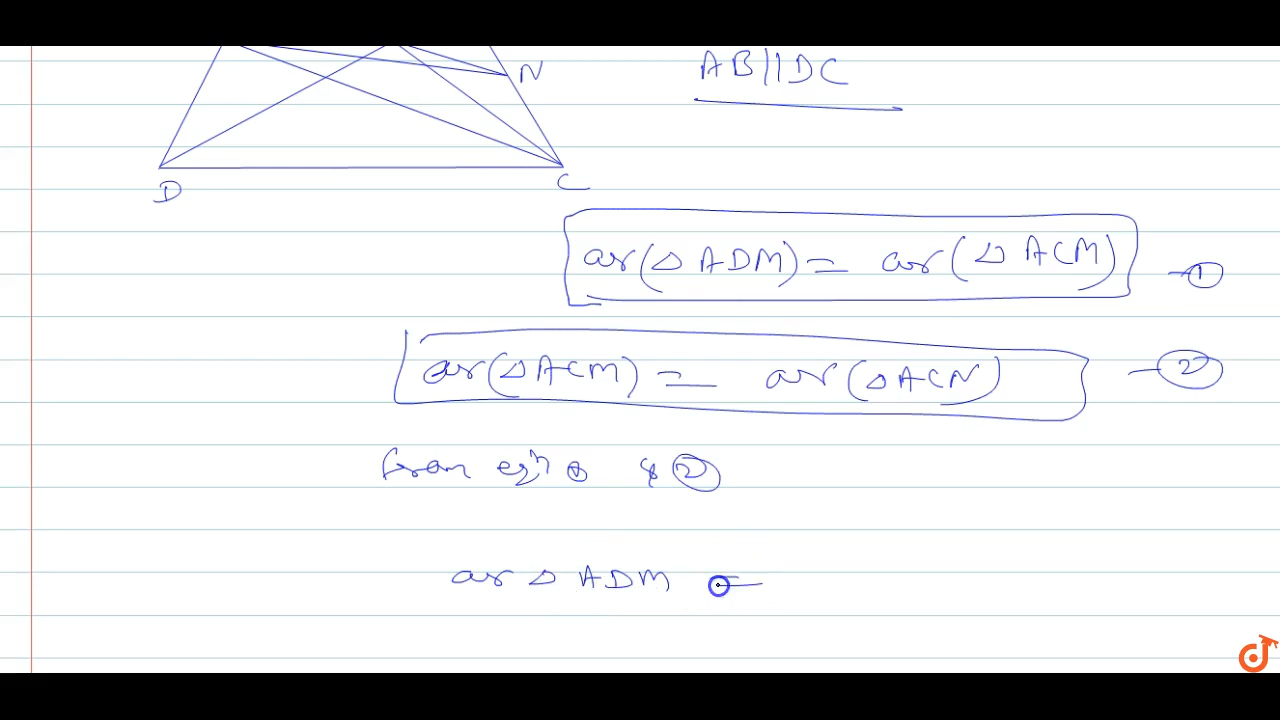 N
AB||DC
D
C
ar(△ADM) = ar(△ACM) -①
ar(△ACM) = ar(△ACN) -②
from eqⁿ ① & ②
ar △ ADM =